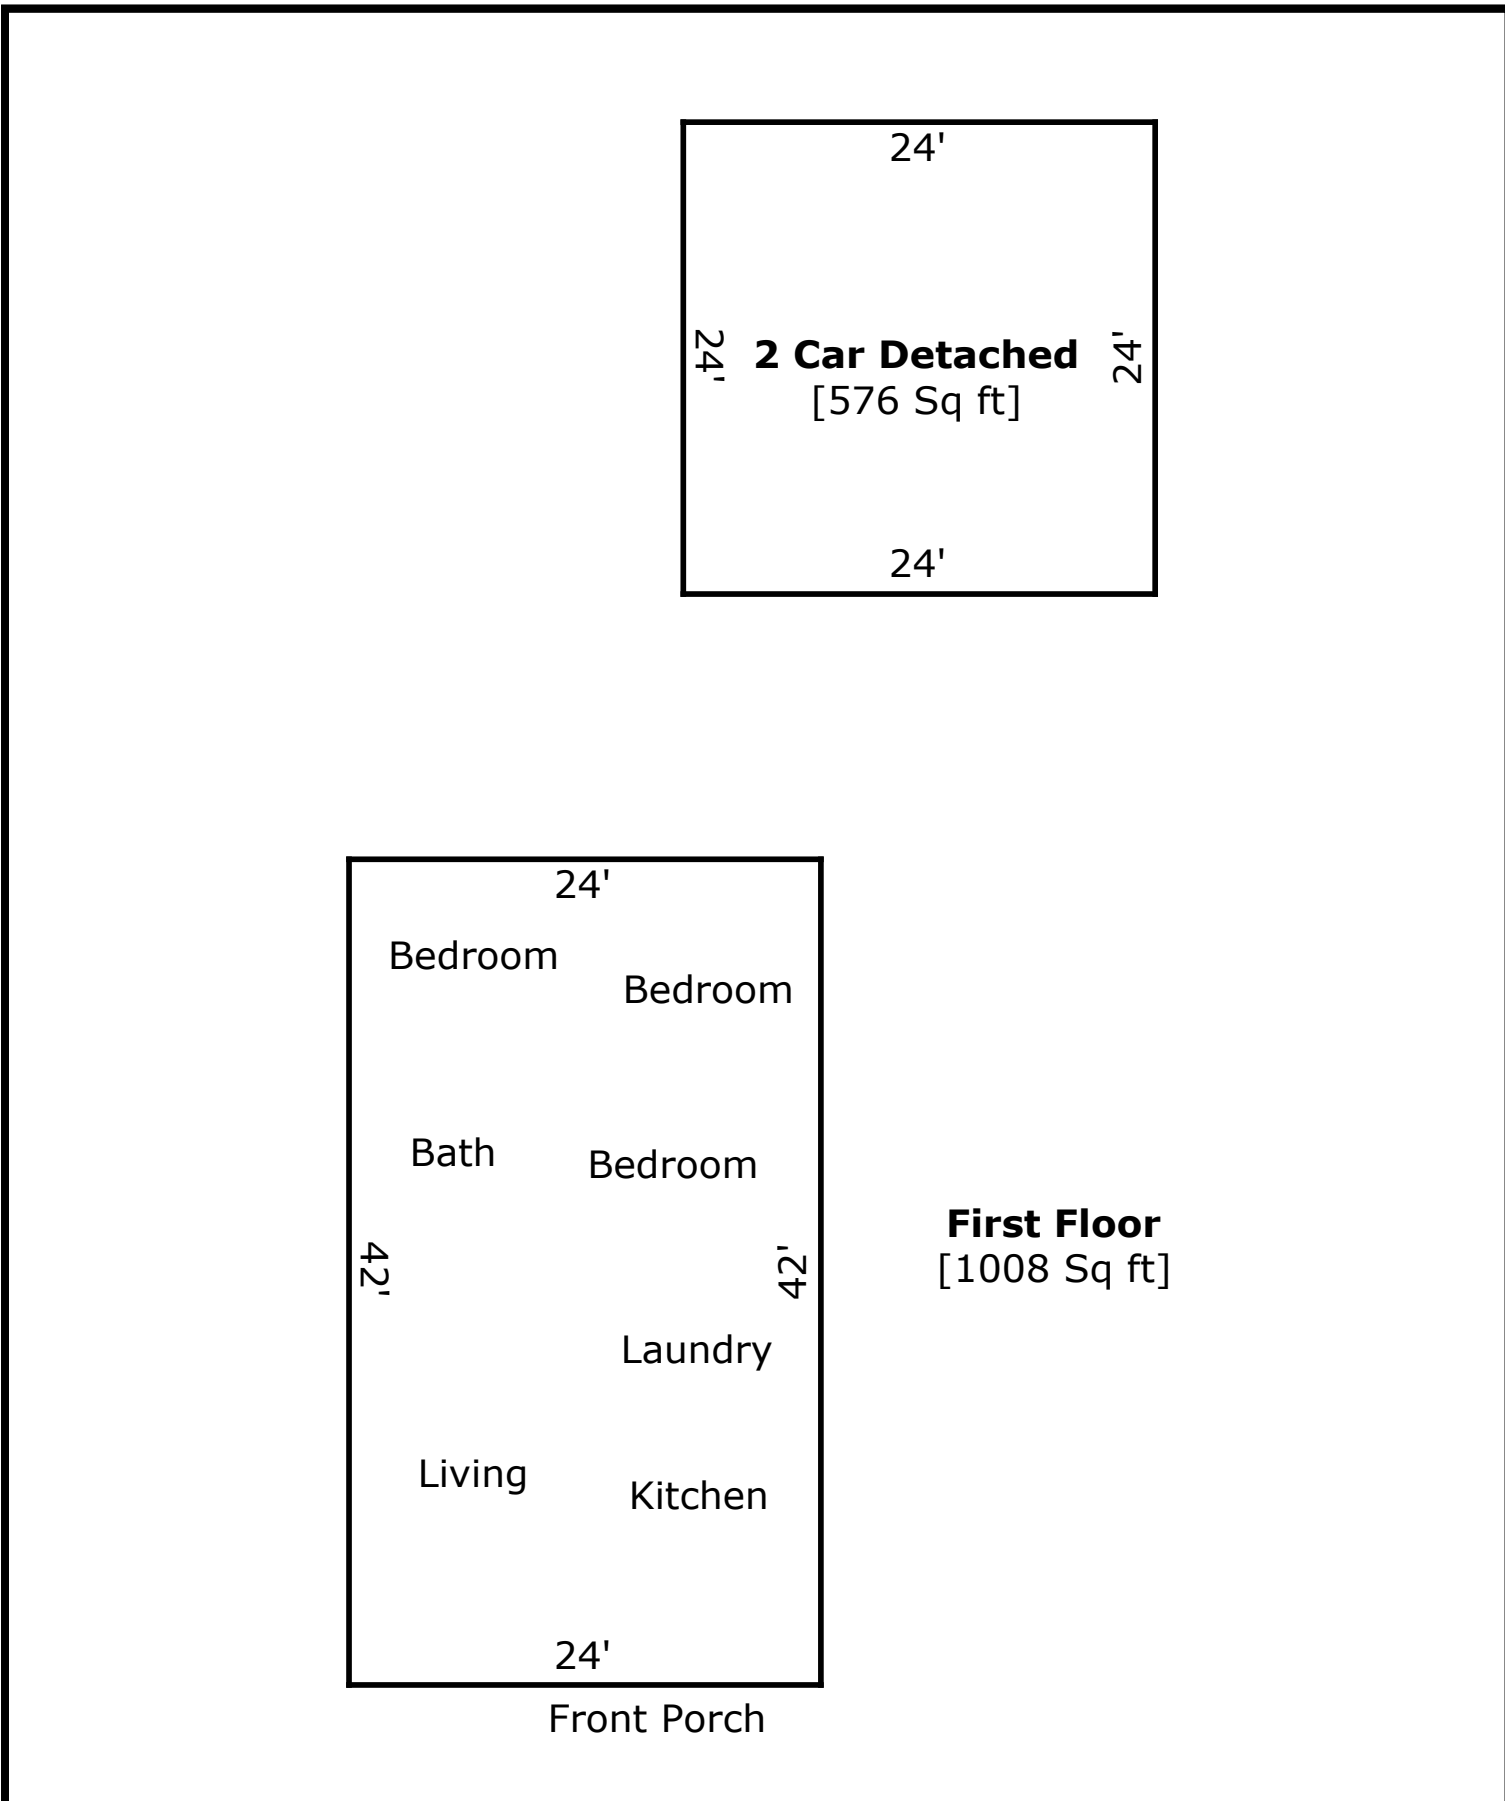 24'
24'
2 Car Detached
24'
[576 Sq ft]
24'
24'
Bedroom
Bedroom
Bath
Bedroom
First Floor
42'
42'
[1008 Sq ft]
Laundry
Living
Kitchen
24'
Front Porch